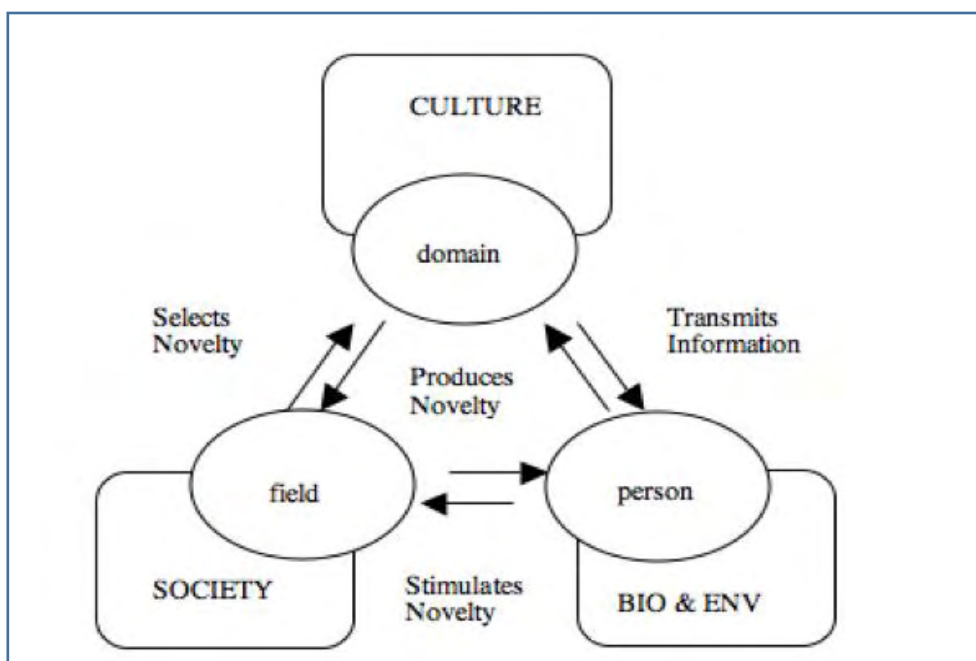 CULTURE
domain
Selects
Novelty
Transmits
Information
Produces
Novelty
field
person
SOCIETY
Stimulates
Novelty
BIO & ENV